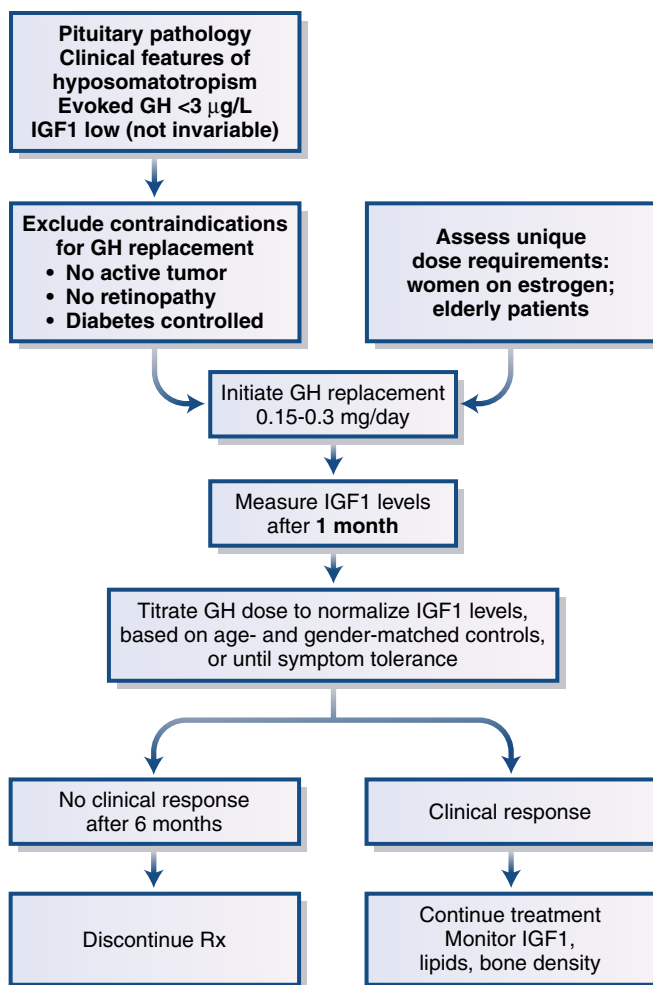 Pituitary pathology
Clinical features of
hyposomatotropism
Evoked GH <3 μg/L
IGF1 low (not invariable)
Exclude contraindications
for GH replacement
• No active tumor
• No retinopathy
• Diabetes controlled
Assess unique
dose requirements:
women on estrogen;
elderly patients
Initiate GH replacement
0.15-0.3 mg/day
Measure IGF1 levels
after 1 month
Titrate GH dose to normalize IGF1 levels,
based on age- and gender-matched controls,
or until symptom tolerance
No clinical response
after 6 months
Clinical response
Discontinue Rx
Continue treatment
Monitor IGF1,
lipids, bone density